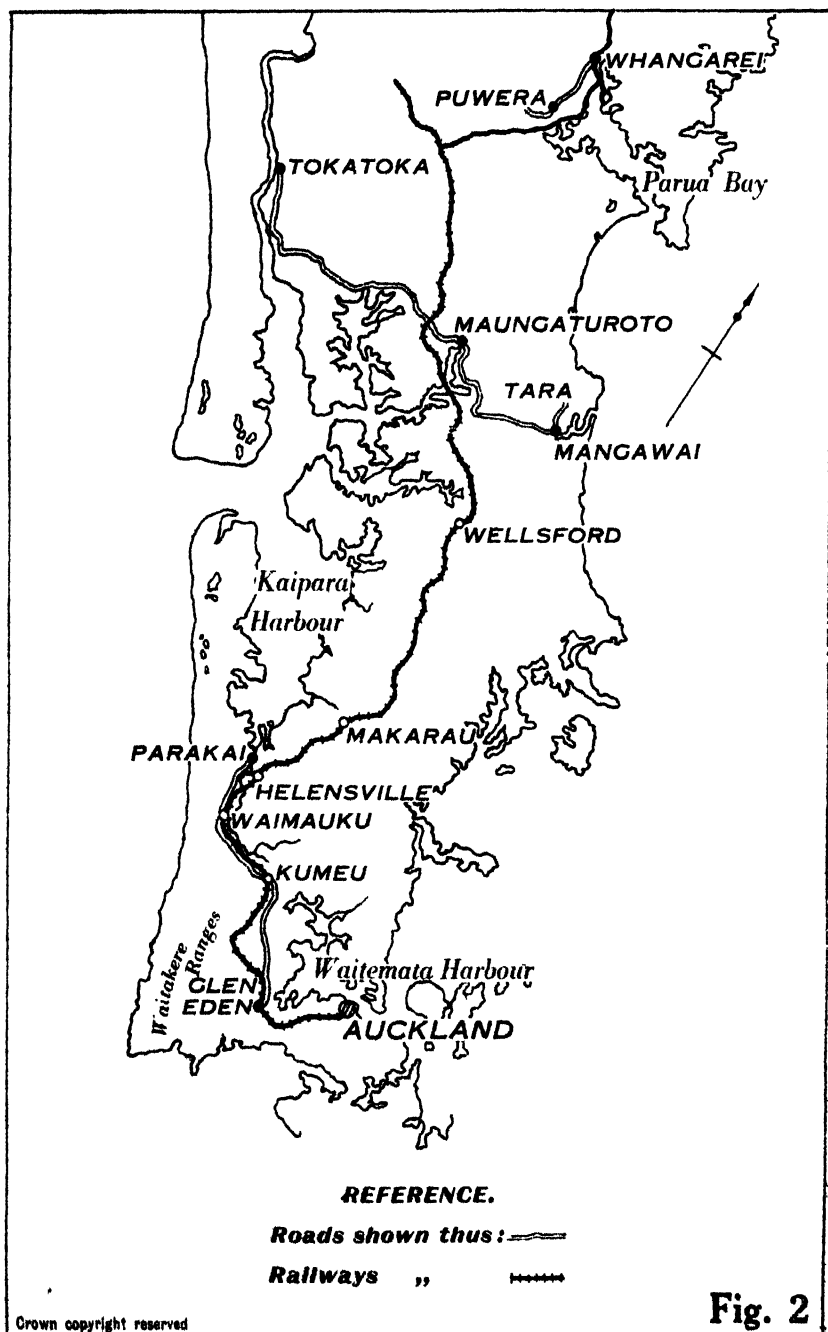 WHANGAREI
PUWERA
TOKATOKA
Parua Bay
MAUNGATUROTO
TARA
MANGAWAI
WELLSFORD
Kaipara
Harbour
MAKARAU
PARAKAI
HELENSVILLE
WAIMAUKU
KUMEU
Waitakere
Ranges
Waitemata Harbour
GLEN
EDEN
AUCKLAND
REFERENCE.
Roads shown thus:
Railways „
Fig. 2
Crown copyright reserved